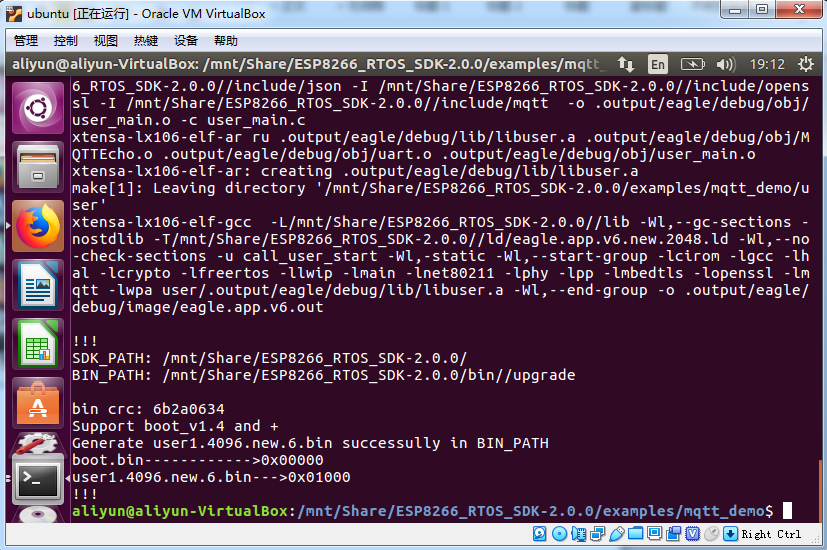 ubuntu [正在运行] - Oracle VM VirtualBox
管理 控制 视图 热键 设备 帮助
aliyun@aliyun-VirtualBox: /mnt/Share/ESP8266_RTOS_SDK-2.0.0/examples/mqtt_ En 19:12
6_RTOS_SDK-2.0.0//include/json -I /mnt/Share/ESP8266_RTOS_SDK-2.0.0//include/opens
sl -I /mnt/Share/ESP8266_RTOS_SDK-2.0.0//include/mqtt  -o .output/eagle/debug/obj/
user_main.o -c user_main.c
xtensa-lx106-elf-ar ru .output/eagle/debug/lib/libuser.a .output/eagle/debug/obj/M
QTTEcho.o .output/eagle/debug/obj/uart.o .output/eagle/debug/obj/user_main.o
xtensa-lx106-elf-ar: creating .output/eagle/debug/lib/libuser.a
make[1]: Leaving directory '/mnt/Share/ESP8266_RTOS_SDK-2.0.0/examples/mqtt_demo/u
ser'
xtensa-lx106-elf-gcc  -L/mnt/Share/ESP8266_RTOS_SDK-2.0.0//lib -Wl,--gc-sections -
nostdlib -T/mnt/Share/ESP8266_RTOS_SDK-2.0.0//ld/eagle.app.v6.new.2048.ld -Wl,--no
-check-sections -u call_user_start -Wl,-static -Wl,--start-group -lcirom -lgcc -lh
al -lcrypto -lfreertos -llwip -lmain -lnet80211 -lphy -lpp -lmbedtls -lopenssl -lm
qtt -lwpa user/.output/eagle/debug/lib/libuser.a -Wl,--end-group -o .output/eagle/
debug/image/eagle.app.v6.out
!!!
SDK_PATH: /mnt/Share/ESP8266_RTOS_SDK-2.0.0/
BIN_PATH: /mnt/Share/ESP8266_RTOS_SDK-2.0.0/bin//upgrade
bin crc: 6b2a0634
Support boot_v1.4 and +
Generate user1.4096.new.6.bin successully in BIN_PATH
boot.bin------------>0x00000
user1.4096.new.6.bin--->0x01000
!!!
aliyun@aliyun-VirtualBox:/mnt/Share/ESP8266_RTOS_SDK-2.0.0/examples/mqtt_demo$
Right Ctrl